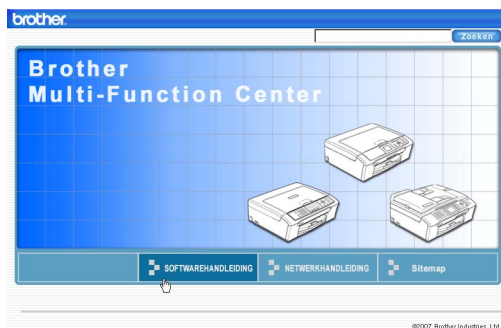 brother
Zoeken
Brother
Multi-Function Center
SOFTWAREHANDLEIDING NETWERKHANDLEIDING Sitemap
©2007 Brother Industries, Ltd.